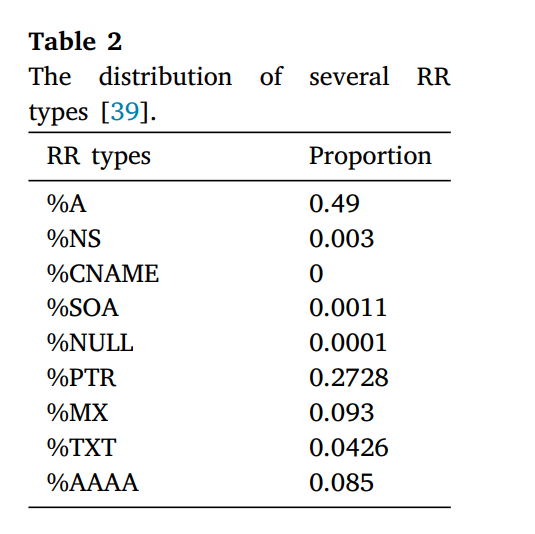 Table 2
The distribution of several RR
types [39].
RR types Proportion
%A 0.49
%NS 0.003
%CNAME 0
%SOA 0.0011
%NULL 0.0001
%PTR 0.2728
%MX 0.093
%TXT 0.0426
%AAAA 0.085